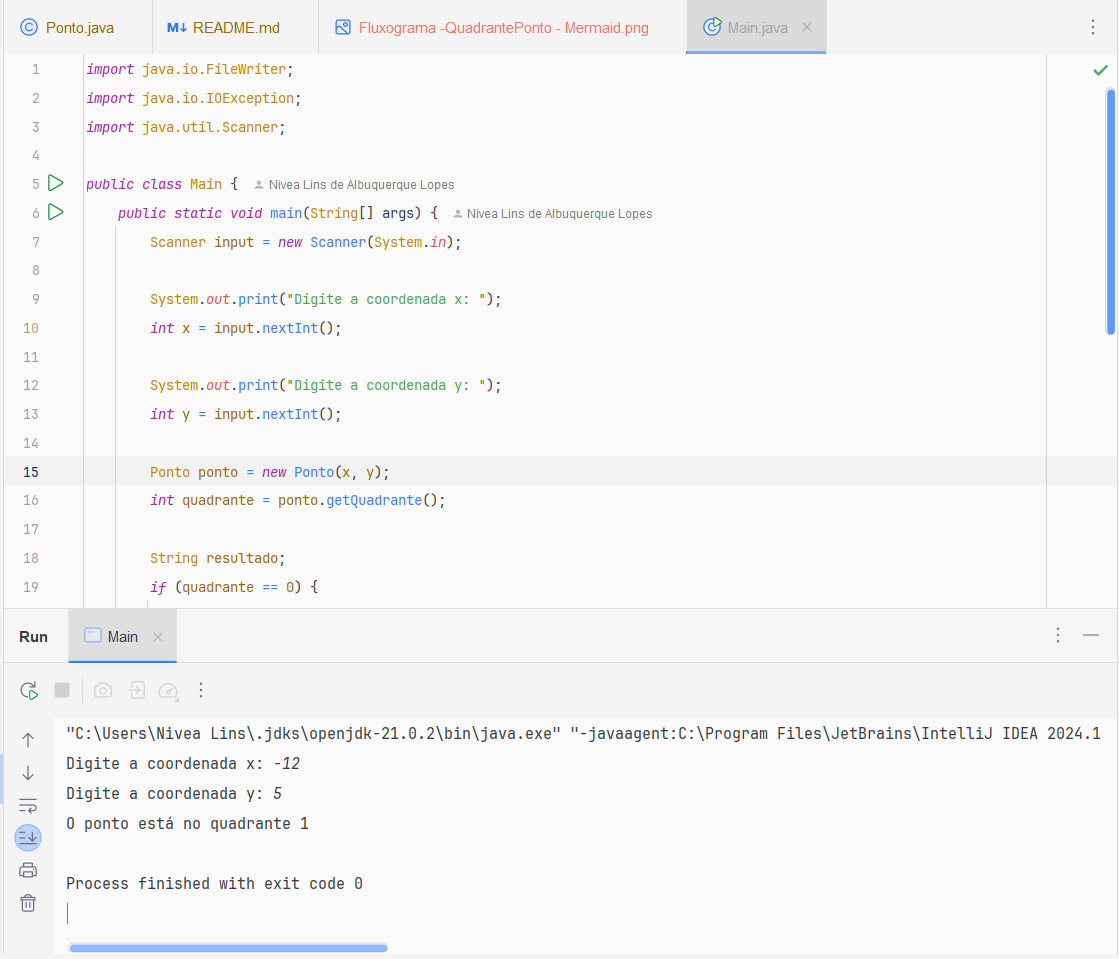 Ponto.java README.md Fluxograma -QuadrantePonto - Mermaid.png Main.java
1 import java.io.FileWriter;
2 import java.io.IOException;
3 import java.util.Scanner;
4
5 public class Main { Nivea Lins de Albuquerque Lopes
6 public static void main(String[] args) { Nivea Lins de Albuquerque Lopes
7 Scanner input = new Scanner(System.in);
8
9 System.out.print("Digite a coordenada x: ");
10 int x = input.nextInt();
11
12 System.out.print("Digite a coordenada y: ");
13 int y = input.nextInt();
14
15 Ponto ponto = new Ponto(x, y);
16 int quadrante = ponto.getQuadrante();
17
18 String resultado;
19 if (quadrante == 0) {
Run Main
"C:\Users\Nivea Lins\.jdks\openjdk-21.0.2\bin\java.exe" "-javaagent:C:\Program Files\JetBrains\IntelliJ IDEA 2024.1
Digite a coordenada x: -12
Digite a coordenada y: 5
O ponto está no quadrante 1
Process finished with exit code 0